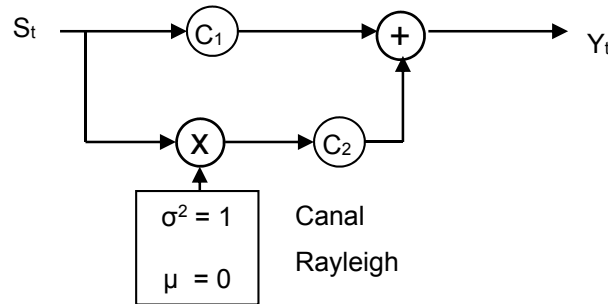 Sₜ
C₁
+
Yₜ
X
C₂
σ² = 1
μ = 0
Canal
Rayleigh